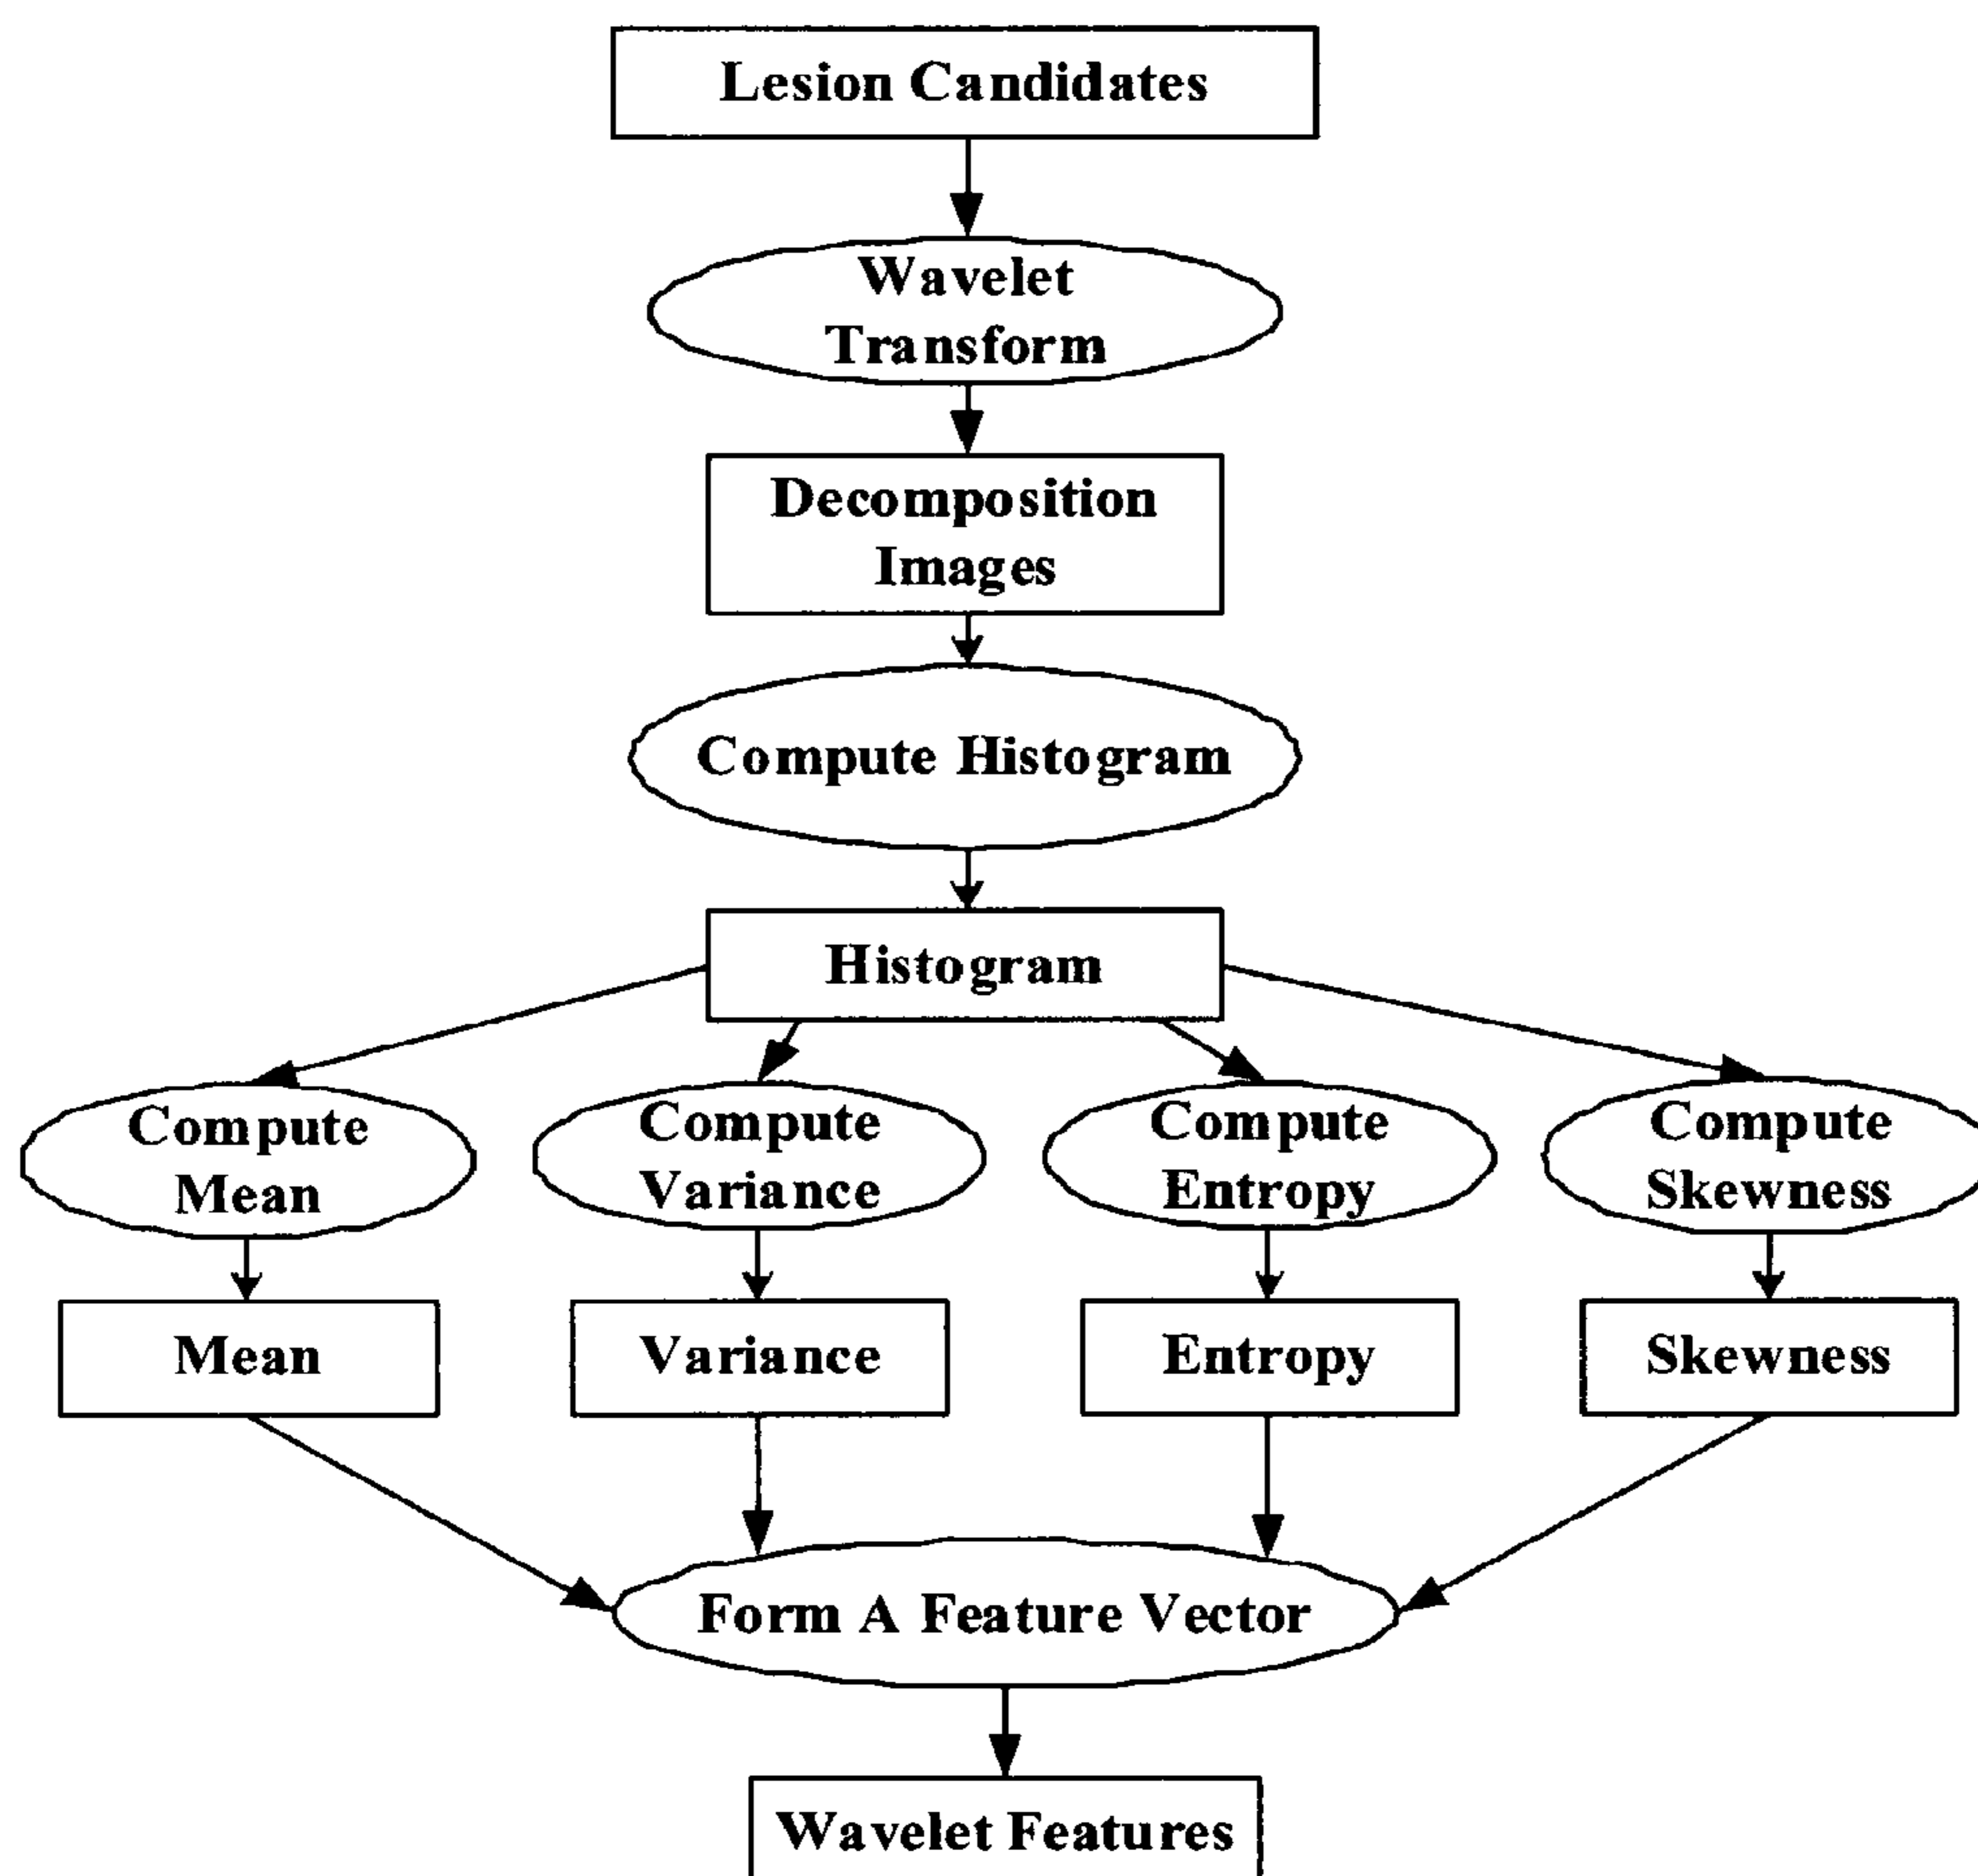 Lesion Candidates
Wavelet
Transform
Decomposition
Images
Compute Histogram
Histogram
Compute
Mean
Compute
Variance
Compute
Entropy
Compute
Skewness
Mean
Variance
Entropy
Skewness
Form A Feature Vector
Wavelet Features